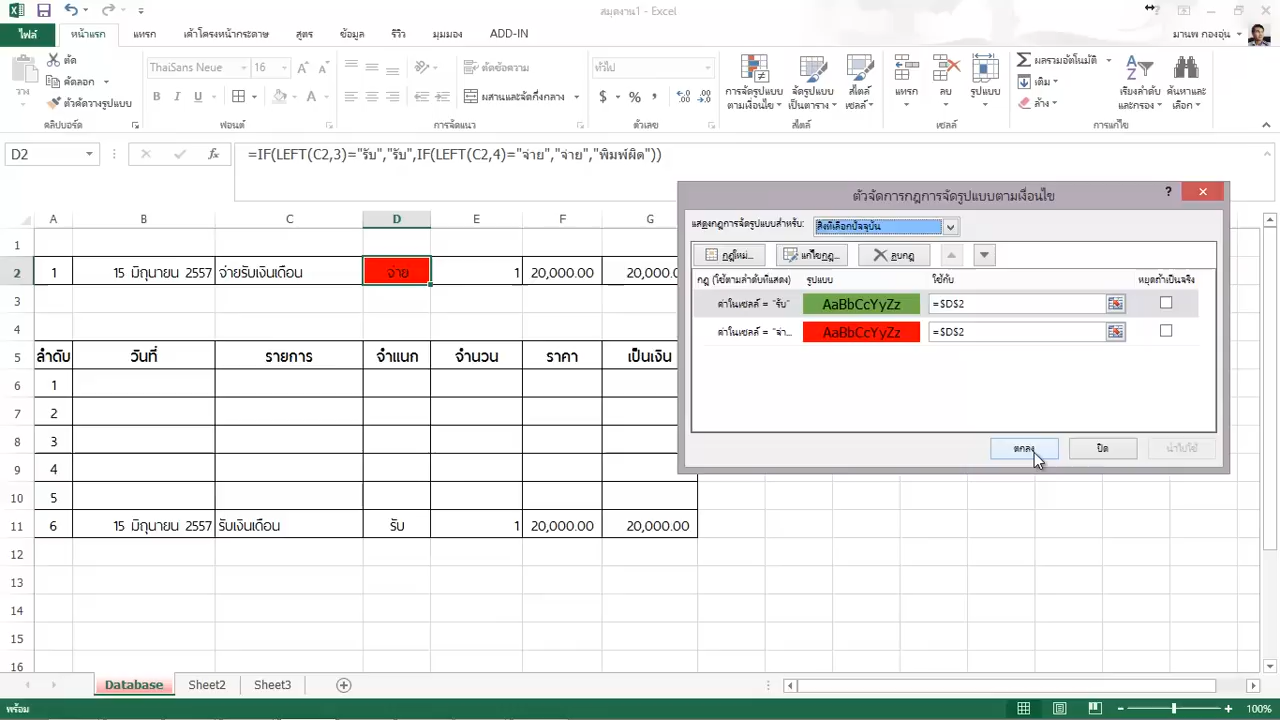 สมุดงาน1 - Excel
ไฟล์ หน้าแรก แทรก เค้าโครงหน้ากระดาษ สูตร ข้อมูล รีวิว มุมมอง ADD-IN มานพ กองอุ่น
วาง
ตัด
คัดลอก
ตัวคัดวางรูปแบบ
คลิปบอร์ด
ThaiSans Neue 16
B I U
ฟอนต์
ตัดข้อความ
ผสานและจัดกึ่งกลาง
การจัดแนว
ทั่วไป
$ % ,
ตัวเลข
การจัดรูปแบบตามเงื่อนไข
จัดรูปแบบเป็นตาราง
สไตล์เซลล์
สไตล์
แทรก ลบ รูปแบบ
เซลล์
ผลรวมอัตโนมัติ
เติม
ล้าง
เรียงลำดับและกรอง
ค้นหาและเลือก
การแก้ไข
D2 fx =IF(LEFT(C2,3)="รับ","รับ",IF(LEFT(C2,4)="จ่าย","จ่าย","พิมพ์ผิด"))
A B C D E F G
1
2 1 15 มิถุนายน 2557 จ่ายรับเงินเดือน จ่าย 1 20,000.00 20,000.0
3
4
5 ลำดับ วันที่ รายการ จำแนก จำนวน ราคา เป็นเงิน
6 1
7 2
8 3
9 4
10 5
11 6 15 มิถุนายน 2557 รับเงินเดือน รับ 1 20,000.00 20,000.00
12
13
14
15
16
ตัวจัดการกฎการจัดรูปแบบตามเงื่อนไข ?
แสดงกฎการจัดรูปแบบสำหรับ: สิ่งที่เลือกปัจจุบัน
กฎใหม่... แก้ไขกฎ... ลบกฎ
กฎ (ใช้ตามลำดับที่แสดง) รูปแบบ ใช้กับ หยุดถ้าเป็นจริง
ค่าในเซลล์ = "รับ" AaBbCcYyZz =$D$2
ค่าในเซลล์ = "จ่า... AaBbCcYyZz =$D$2
ตกลง ปิด นำไปใช้
Database Sheet2 Sheet3
พร้อม 100%